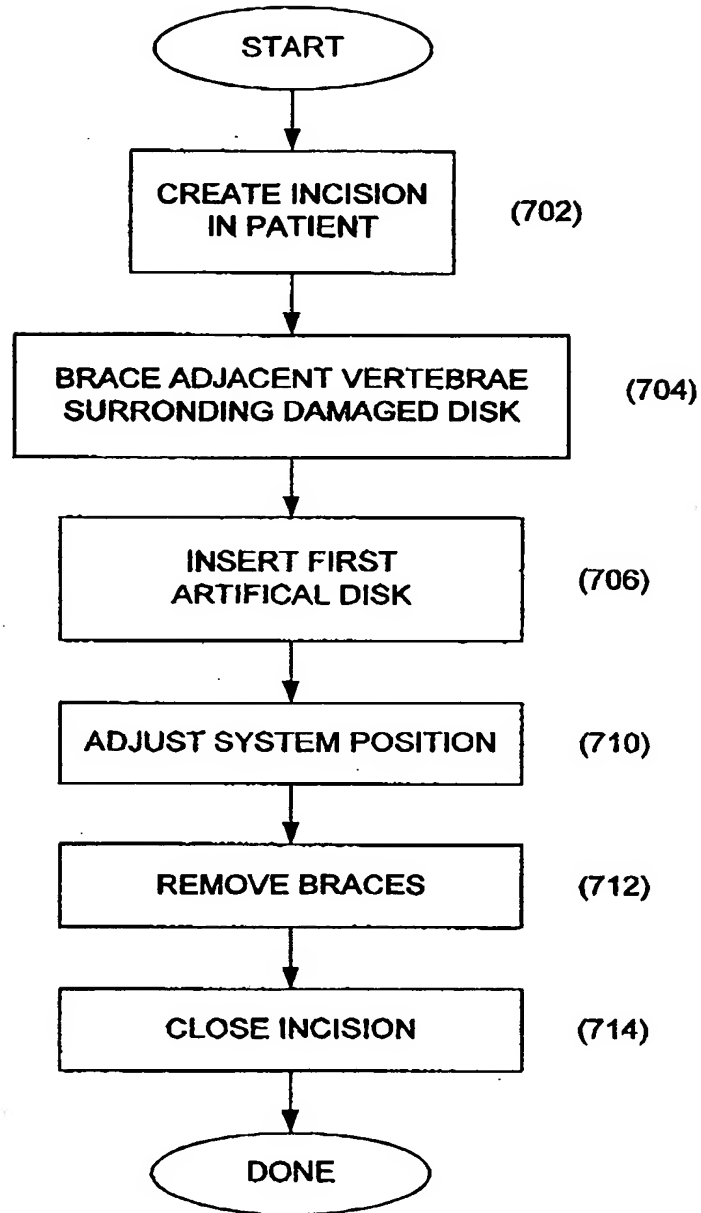 START
CREATE INCISION
IN PATIENT
(702)
BRACE ADJACENT VERTEBRAE
SURRONDING DAMAGED DISK
(704)
INSERT FIRST
ARTIFICAL DISK
(706)
ADJUST SYSTEM POSITION
(710)
REMOVE BRACES
(712)
CLOSE INCISION
(714)
DONE